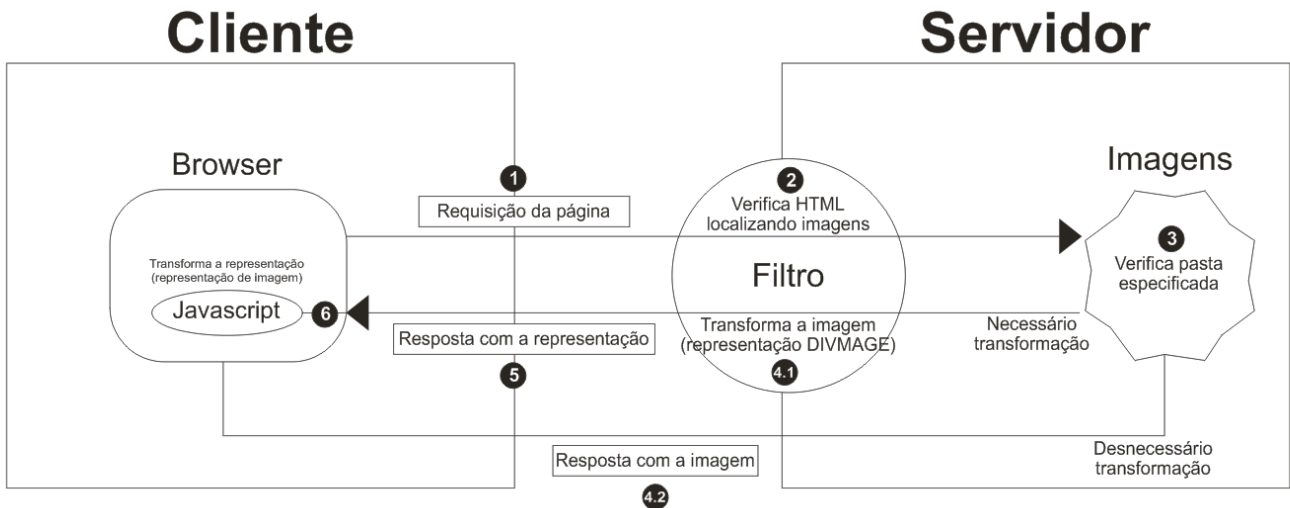 Cliente
Servidor
Browser
Imagens
1
Requisição da página
2
Verifica HTML
localizando imagens
3
Verifica pasta
especificada
Transforma a representação
(representação de imagem)
Javascript
6
Filtro
Resposta com a representação
5
Transforma a imagem
(representação DIVMAGE)
4.1
Necessário
transformação
Resposta com a imagem
4.2
Desnecessário
transformação